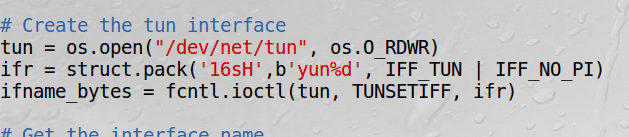 # Create the tun interface
tun = os.open("/dev/net/tun", os.O_RDWR)
ifr = struct.pack('16sH',b'yun%d', IFF_TUN | IFF_NO_PI)
ifname_bytes = fcntl.ioctl(tun, TUNSETIFF, ifr)
# Get the interface name